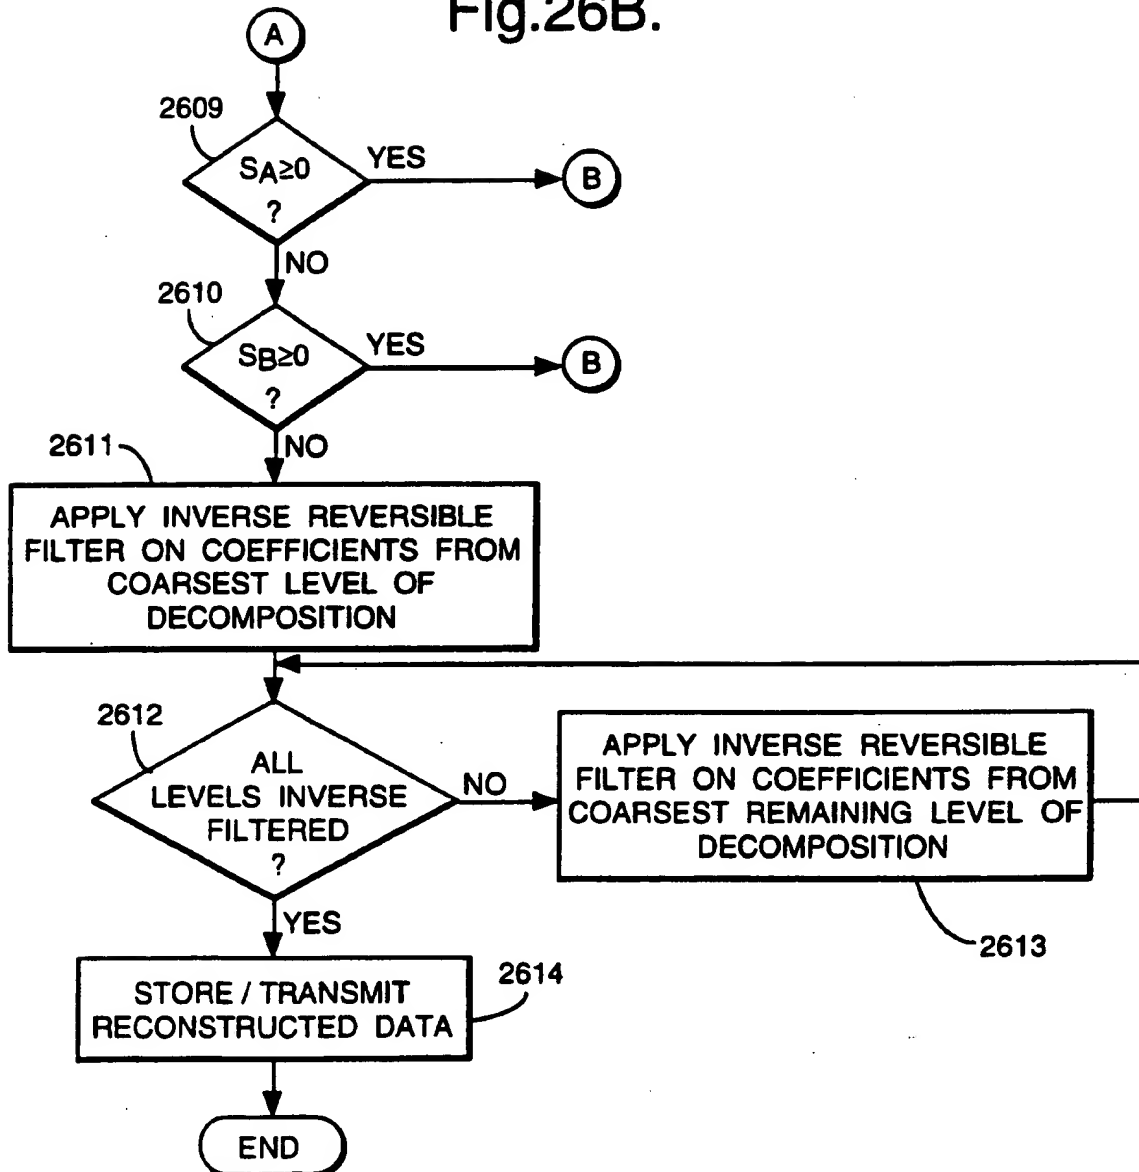 Fig.26B.
A
2609
SA≥0
?
YES
B
NO
2610
SB≥0
?
YES
B
NO
2611
APPLY INVERSE REVERSIBLE
FILTER ON COEFFICIENTS FROM
COARSEST LEVEL OF
DECOMPOSITION
2612
ALL
LEVELS INVERSE
FILTERED
?
NO
APPLY INVERSE REVERSIBLE
FILTER ON COEFFICIENTS FROM
COARSEST REMAINING LEVEL OF
DECOMPOSITION
2613
YES
STORE / TRANSMIT
RECONSTRUCTED DATA
2614
END